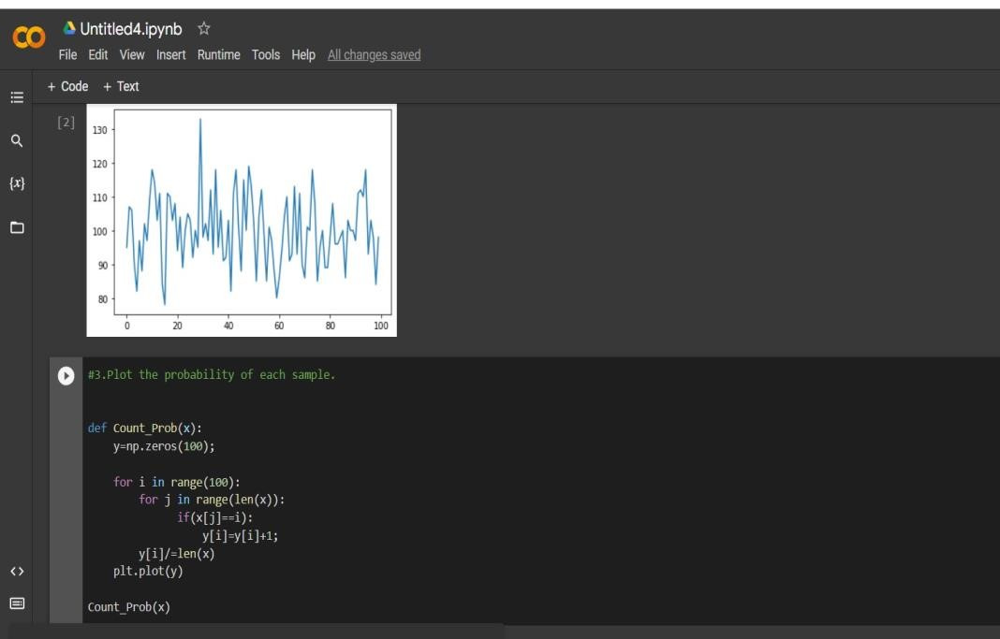 Untitled4.ipynb
File Edit View Insert Runtime Tools Help All changes saved
+ Code + Text
[2]
130
120
110
100
90
80
0 20 40 60 80 100
{x}
#3.Plot the probability of each sample.
def Count_Prob(x):
y=np.zeros(100);
for i in range(100):
for j in range(len(x)):
if(x[j]==i):
y[i]=y[i]+1;
y[i]/=len(x)
plt.plot(y)
Count_Prob(x)